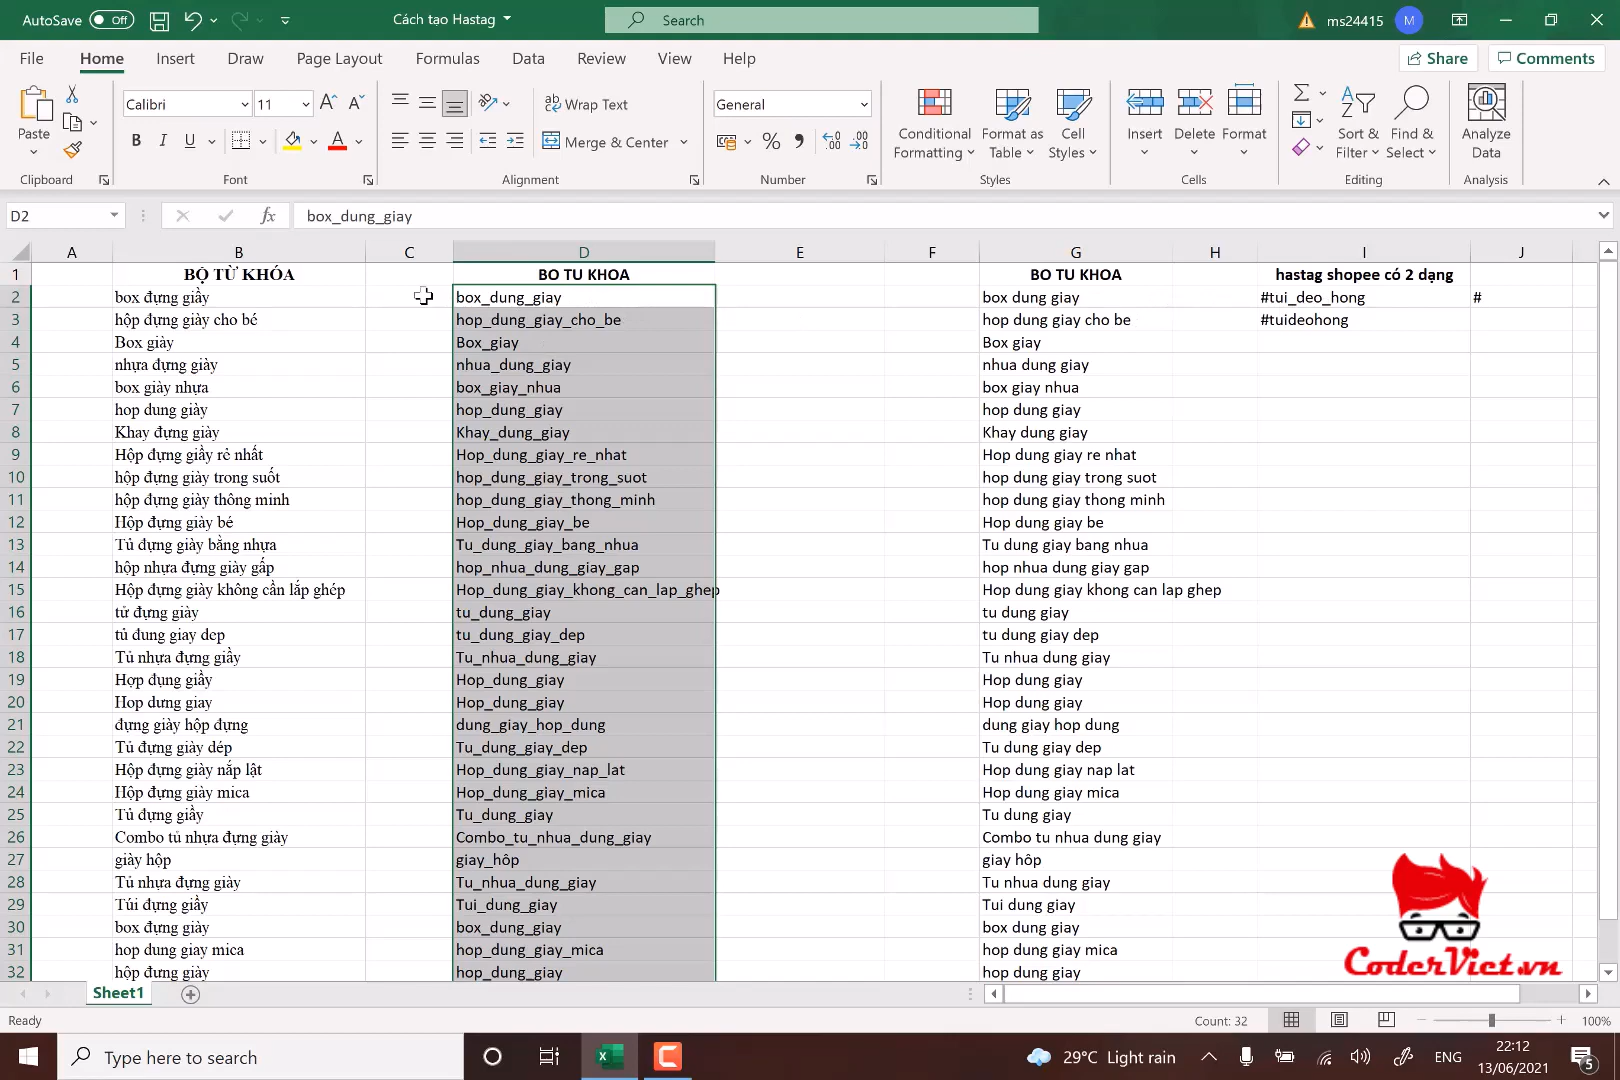 AutoSave Off Cách tạo Hastag Search ms24415 M
File Home Insert Draw Page Layout Formulas Data Review View Help Share Comments
Paste Calibri 11 Wrap Text General
B I U Merge & Center % Conditional Formatting Format as Table Cell Styles Insert Delete Format Sort & Filter Find & Select Analyze Data
Clipboard Font Alignment Number Styles Cells Editing Analysis
D2 fx box_dung_giay
A B C D E F G H I J
1 BỘ TỪ KHÓA BO TU KHOA BO TU KHOA hastag shopee có 2 dạng
2 box đựng giầy box_dung_giay box dung giay #tui_deo_hong #
3 hộp đựng giày cho bé hop_dung_giay_cho_be hop dung giay cho be #tuideohong
4 Box giày Box_giay Box giay
5 nhựa đựng giày nhua_dung_giay nhua dung giay
6 box giày nhựa box_giay_nhua box giay nhua
7 hop dung giày hop_dung_giay hop dung giay
8 Khay đựng giày Khay_dung_giay Khay dung giay
9 Hộp đựng giầy rẻ nhất Hop_dung_giay_re_nhat Hop dung giay re nhat
10 hộp đựng giày trong suốt hop_dung_giay_trong_suot hop dung giay trong suot
11 hộp đựng giày thông minh hop_dung_giay_thong_minh hop dung giay thong minh
12 Hộp đựng giày bé Hop_dung_giay_be Hop dung giay be
13 Tủ đựng giày bằng nhựa Tu_dung_giay_bang_nhua Tu dung giay bang nhua
14 hộp nhựa đựng giày gấp hop_nhua_dung_giay_gap hop nhua dung giay gap
15 Hộp đựng giày không cần lắp ghép Hop_dung_giay_khong_can_lap_ghep Hop dung giay khong can lap ghep
16 tử đựng giày tu_dung_giay tu dung giay
17 tủ đung giay dep tu_dung_giay_dep tu dung giay dep
18 Tủ nhựa đựng giầy Tu_nhua_dung_giay Tu nhua dung giay
19 Hợp đụng giầy Hop_dung_giay Hop dung giay
20 Hop dưng giay Hop_dung_giay Hop dung giay
21 đựng giày hộp đựng dung_giay_hop_dung dung giay hop dung
22 Tủ đựng giày dép Tu_dung_giay_dep Tu dung giay dep
23 Hộp đựng giày nắp lật Hop_dung_giay_nap_lat Hop dung giay nap lat
24 Hộp đựng giày mica Hop_dung_giay_mica Hop dung giay mica
25 Tủ đựng giầy Tu_dung_giay Tu dung giay
26 Combo tủ nhựa đựng giày Combo_tu_nhua_dung_giay Combo tu nhua dung giay
27 giày hộp giay_hôp giay hôp
28 Tủ nhựa đựng giày Tu_nhua_dung_giay Tu nhua dung giay
29 Túi đựng giầy Tui_dung_giay Tui dung giay
30 box đựng giày box_dung_giay box dung giay
31 hop dung giay mica hop_dung_giay_mica hop dung giay mica
32 hộp đưng giày hop_dung_giay hop dung giay
CoderViet.vn
Sheet1
Ready Count: 32 100%
Type here to search 29°C Light rain ENG 22:12 13/06/2021 5